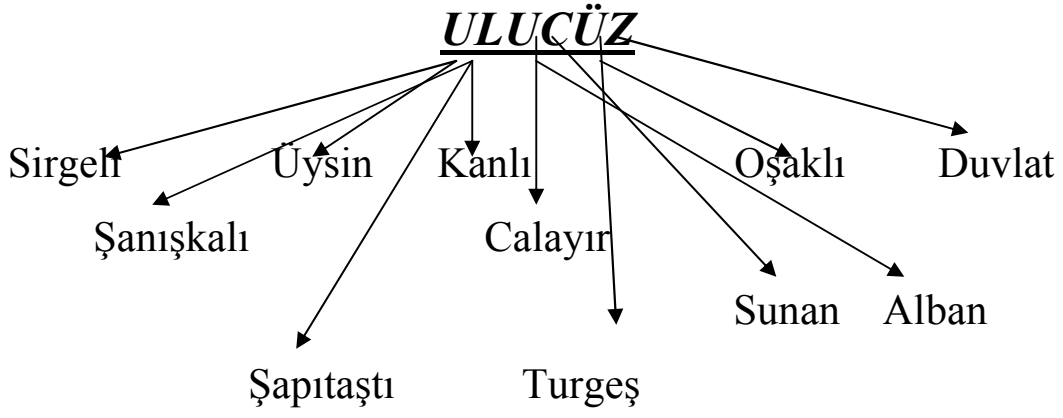 ULUCÜZ
Sirgeli Üysin Kanlı Oşaklı Duvlat
Şanışkalı Calayır
Sunan Alban
Şapıtaştı Turgeş